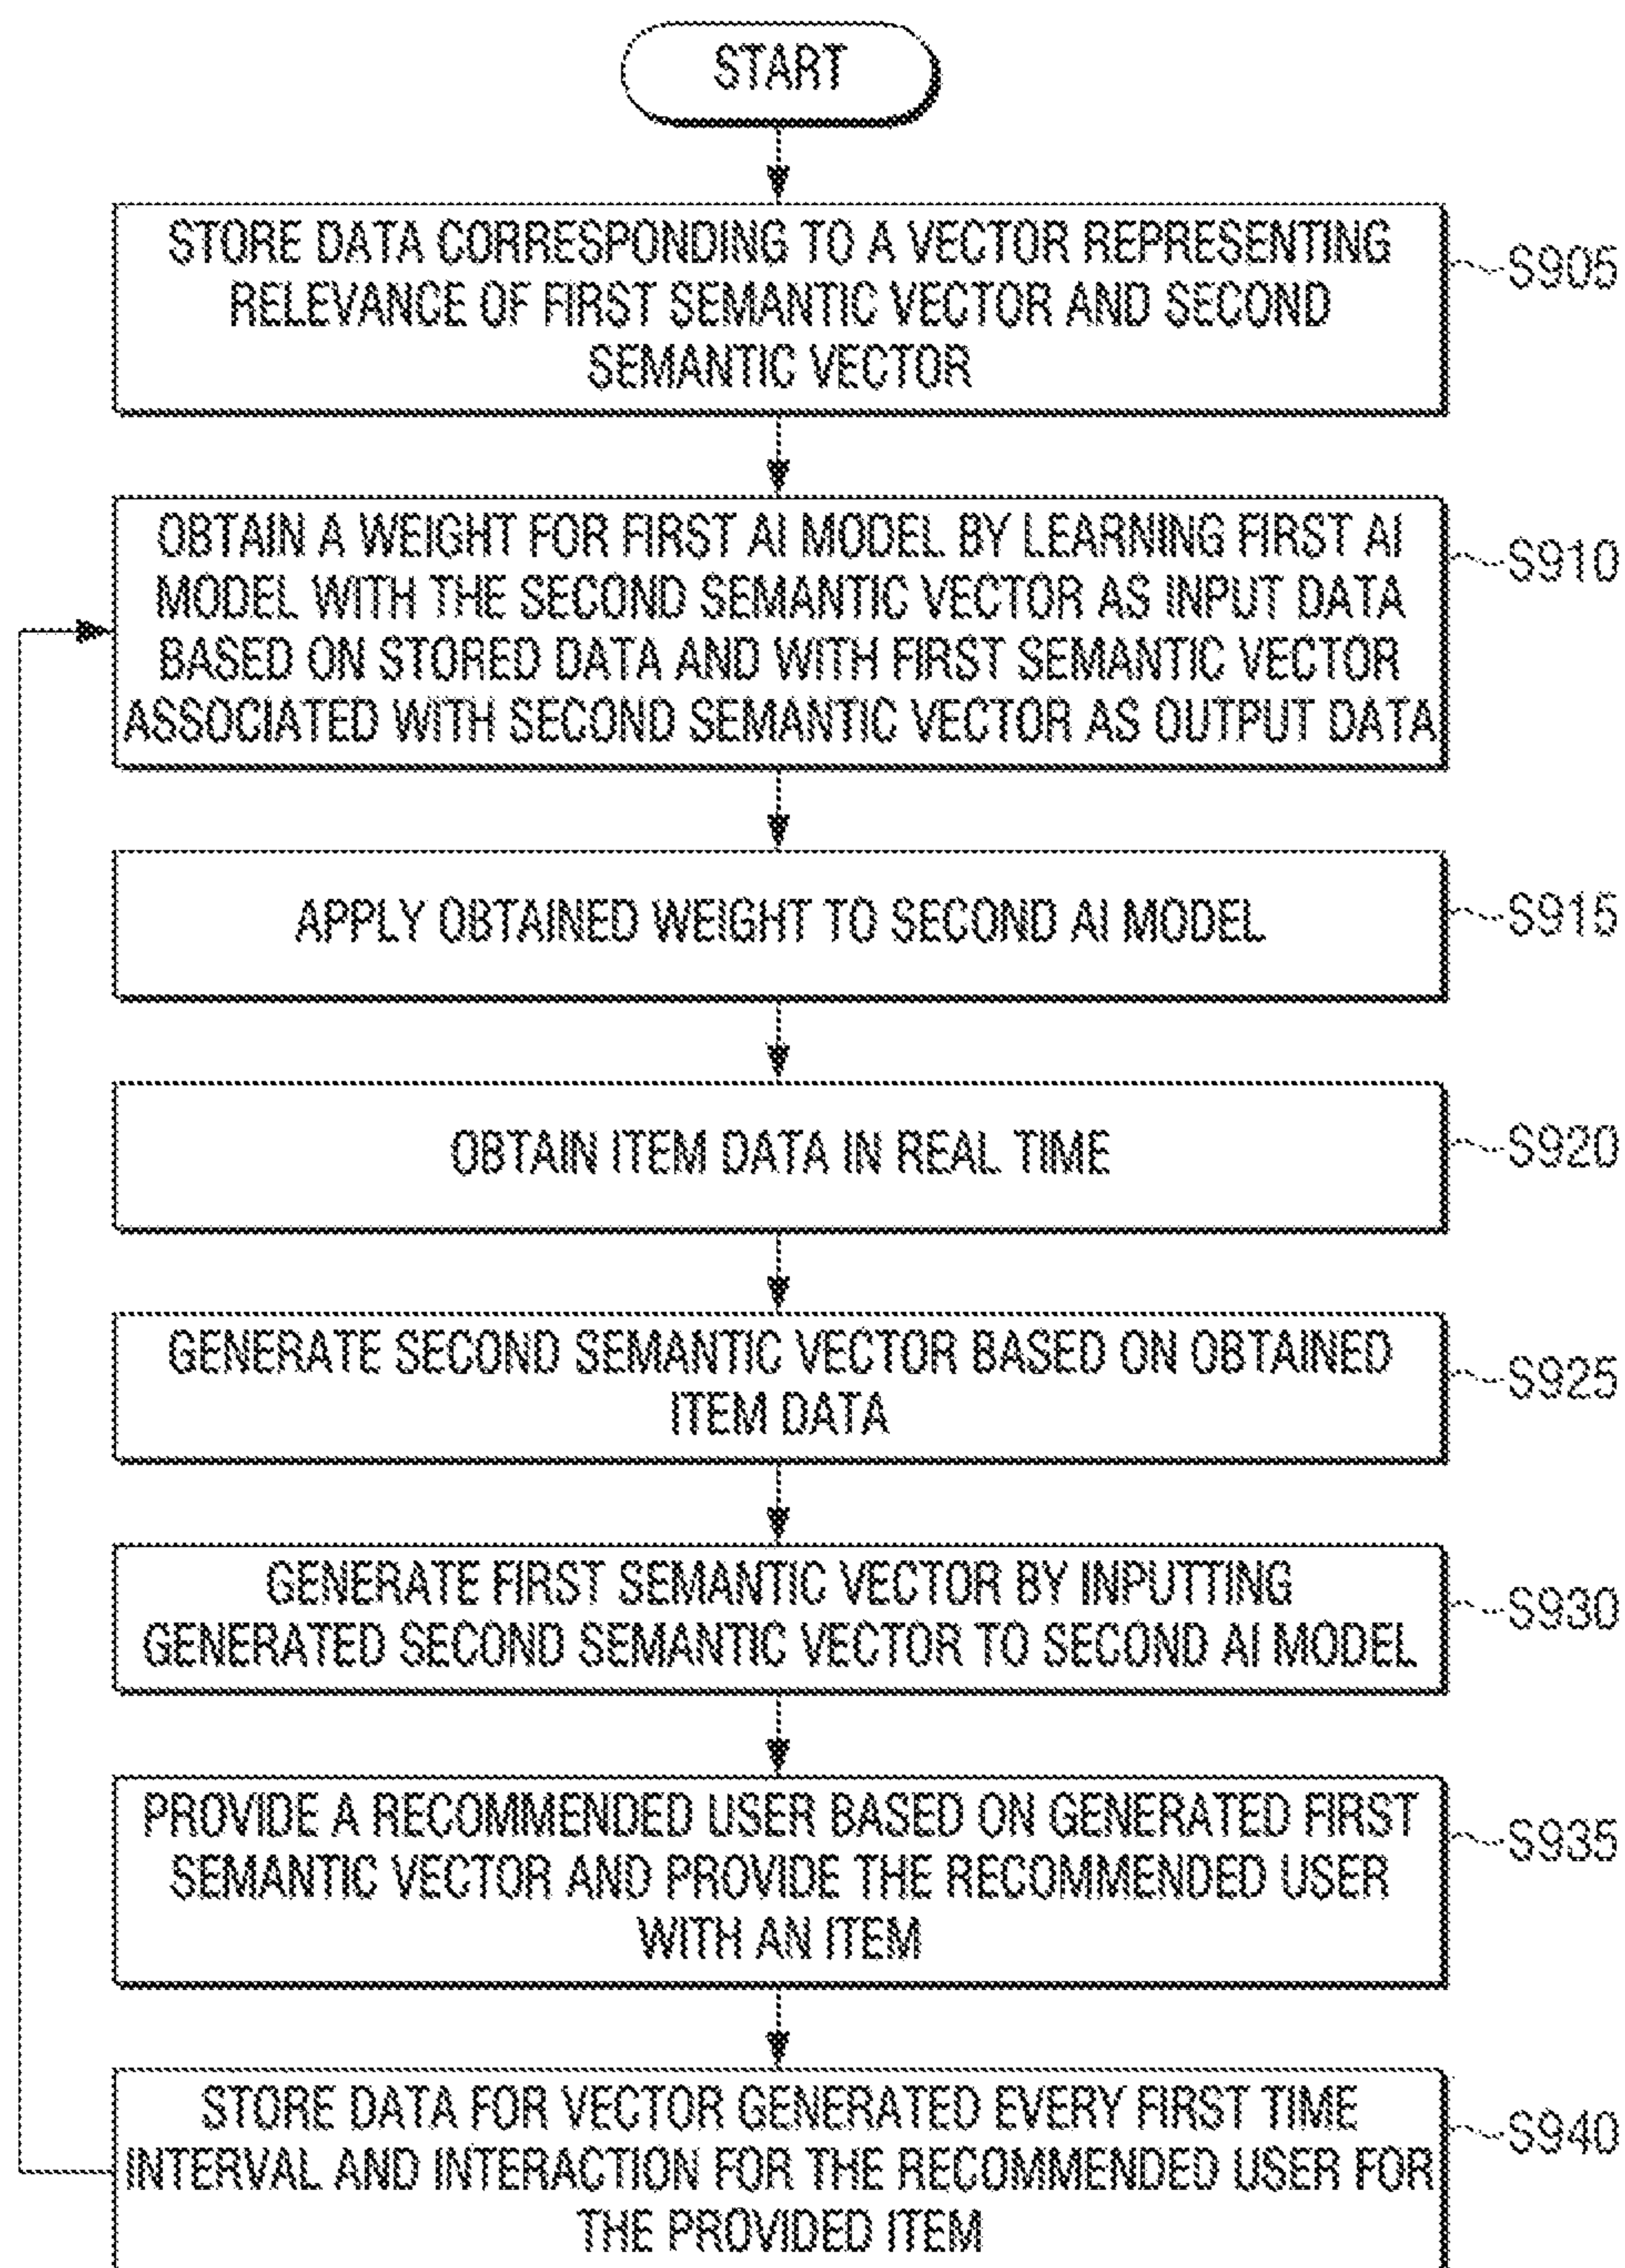 START
STORE DATA CORRESPONDING TO A VECTOR REPRESENTING
RELEVANCE OF FIRST SEMANTIC VECTOR AND SECOND
SEMANTIC VECTOR
S905
OBTAIN A WEIGHT FOR FIRST AI MODEL BY LEARNING FIRST AI
MODEL WITH THE SECOND SEMANTIC VECTOR AS INPUT DATA
BASED ON STORED DATA AND WITH FIRST SEMANTIC VECTOR
ASSOCIATED WITH SECOND SEMANTIC VECTOR AS OUTPUT DATA
S910
APPLY OBTAINED WEIGHT TO SECOND AI MODEL
S915
OBTAIN ITEM DATA IN REAL TIME
S920
GENERATE SECOND SEMANTIC VECTOR BASED ON OBTAINED
ITEM DATA
S925
GENERATE FIRST SEMANTIC VECTOR BY INPUTTING
GENERATED SECOND SEMANTIC VECTOR TO SECOND AI MODEL
S930
PROVIDE A RECOMMENDED USER BASED ON GENERATED FIRST
SEMANTIC VECTOR AND PROVIDE THE RECOMMENDED USER
WITH AN ITEM
S935
STORE DATA FOR VECTOR GENERATED EVERY FIRST TIME
INTERVAL AND INTERACTION FOR THE RECOMMENDED USER FOR
THE PROVIDED ITEM
S940